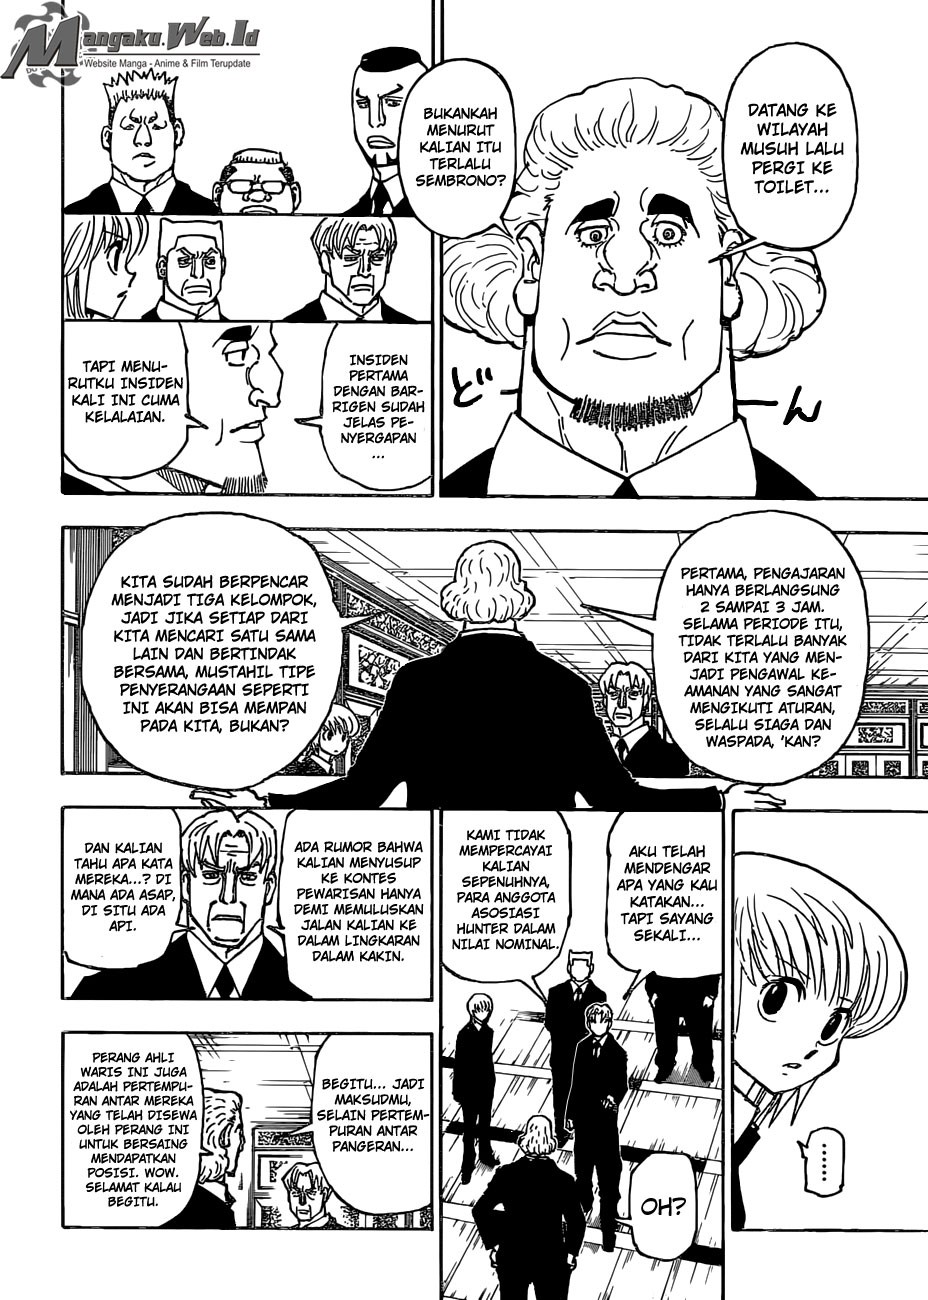 Mangaku.Web.Id
Website Manga - Anime & Film Terupdate
DATANG KE
WILAYAH
MUSUH LALU
PERGI KE
TOILET...
BUKANKAH
MENURUT
KALIAN ITU
TERLALU
SEMBRONO?
ど
ん
INSIDEN
PERTAMA
DENGAN BAR-
RIGEN SUDAH
JELAS PE-
NYERGAPAN
...
TAPI MENU-
RUTKU INSIDEN
KALI INI CUMA
KELALAIAN.
PERTAMA, PENGAJARAN
HANYA BERLANGSUNG
2 SAMPAI 3 JAM.
SELAMA PERIODE ITU,
TIDAK TERLALU BANYAK
DARI KITA YANG MEN-
JADI PENGAWAL KE-
AMANAN YANG SANGAT
MENGIKUTI ATURAN,
SELALU SIAGA DAN
WASPADA, 'KAN?
KITA SUDAH BERPENCAR
MENJADI TIGA KELOMPOK,
JADI JIKA SETIAP DARI
KITA MENCARI SATU SAMA
LAIN DAN BERTINDAK
BERSAMA, MUSTAHIL TIPE
PENYERANGAAN SEPERTI
INI AKAN BISA MEMPAN
PADA KITA, BUKAN?
......
AKU TELAH
MENDENGAR
APA YANG KAU
KATAKAN...
TAPI SAYANG
SEKALI...
KAMI TIDAK
MEMPERCAYAI
KALIAN
SEPENUHNYA,
PARA ANGGOTA
ASOSIASI
HUNTER DALAM
NILAI NOMINAL.
OH?
ADA RUMOR BAHWA
KALIAN MENYUSUP
KE KONTES
PEWARISAN HANYA
DEMI MEMULUSKAN
JALAN KALIAN KE
DALAM LINGKARAN
DALAM KAKIN.
DAN KALIAN
TAHU APA KATA
MEREKA...? DI
MANA ADA ASAP,
DI SITU ADA
API.
BEGITU... JADI
MAKSUDMU,
SELAIN PERTEM-
PURAN ANTAR
PANGERAN...
PERANG AHLI
WARIS INI JUGA
ADALAH PERTEMPU-
RAN ANTAR MEREKA
YANG TELAH DISEWA
OLEH PERANG INI
UNTUK BERSAING
MENDAPATKAN
POSISI. WOW.
SELAMAT KALAU
BEGITU.